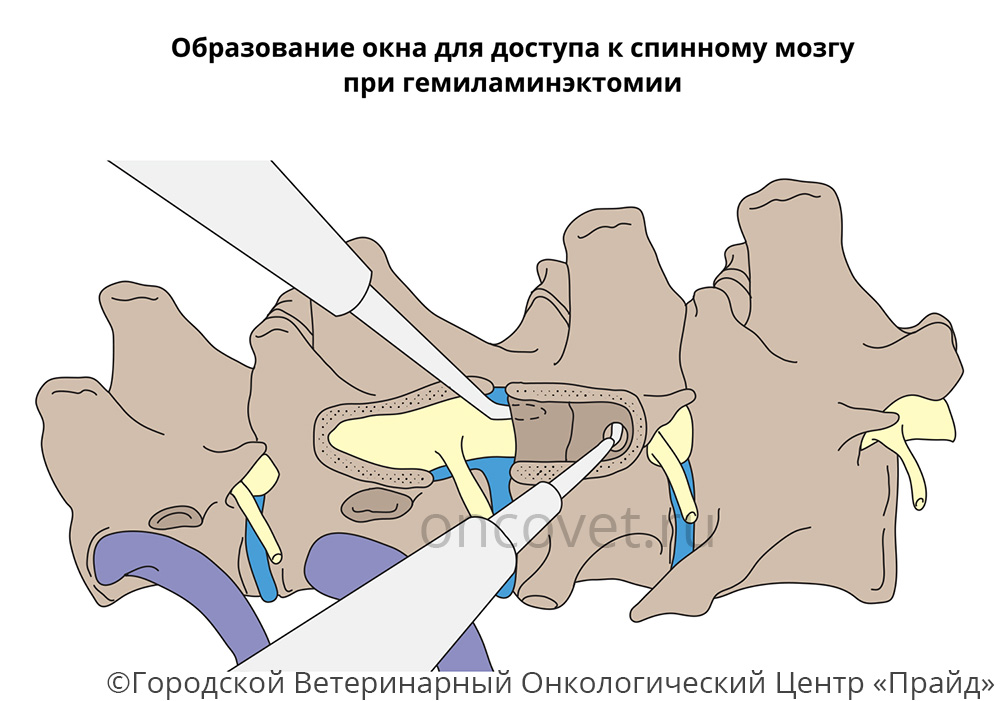 Образование окна для доступа к спинному мозгу
при гемиламинэктомии
oncovet.ru
©Городской Ветеринарный Онкологический Центр «Прайд»